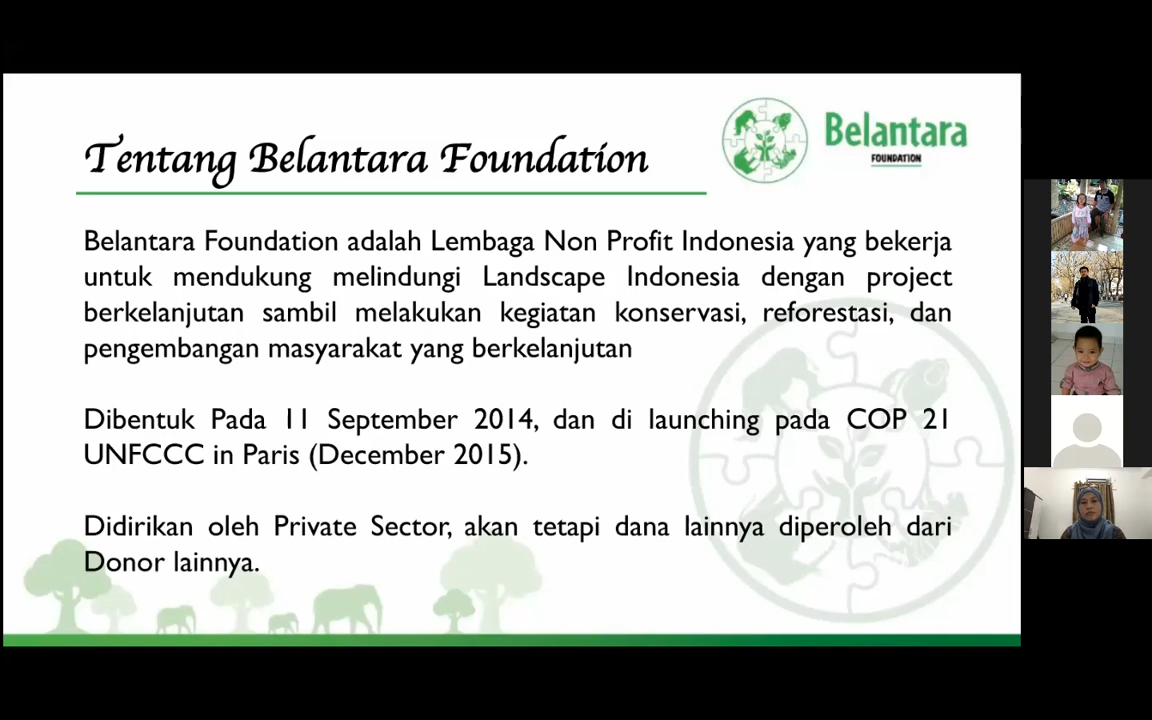 Tentang Belantara Foundation
Belantara
FOUNDATION
Belantara Foundation adalah Lembaga Non Profit Indonesia yang bekerja
untuk mendukung melindungi Landscape Indonesia dengan project
berkelanjutan sambil melakukan kegiatan konservasi, reforestasi, dan
pengembangan masyarakat yang berkelanjutan
Dibentuk Pada 11 September 2014, dan di launching pada COP 21
UNFCCC in Paris (December 2015).
Didirikan oleh Private Sector, akan tetapi dana lainnya diperoleh dari
Donor lainnya.